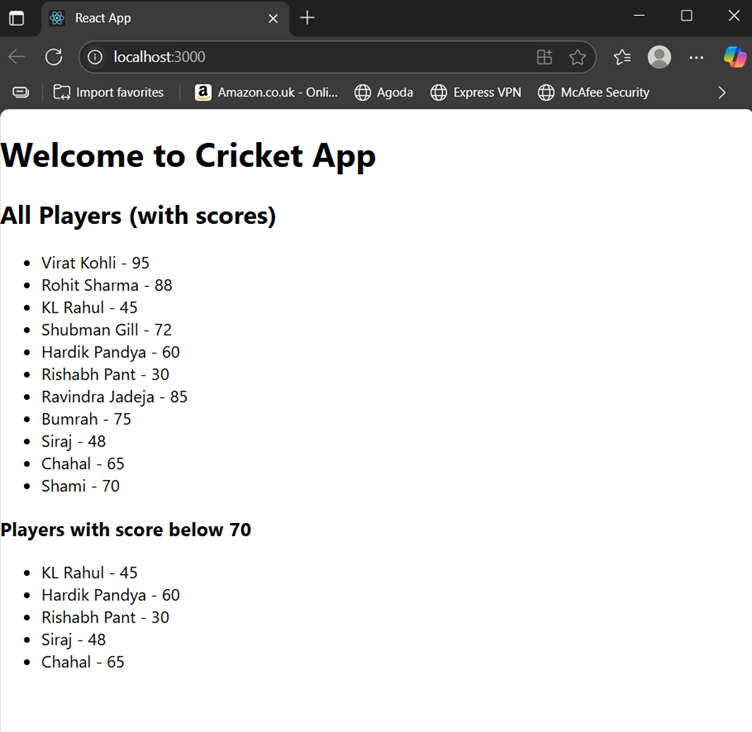 React App
localhost:3000
Import favorites
a Amazon.co.uk - Onli...
Agoda
Express VPN
McAfee Security
Welcome to Cricket App
All Players (with scores)
• Virat Kohli - 95
• Rohit Sharma - 88
• KL Rahul - 45
• Shubman Gill - 72
• Hardik Pandya - 60
• Rishabh Pant - 30
• Ravindra Jadeja - 85
• Bumrah - 75
• Siraj - 48
• Chahal - 65
• Shami - 70
Players with score below 70
• KL Rahul - 45
• Hardik Pandya - 60
• Rishabh Pant - 30
• Siraj - 48
• Chahal - 65